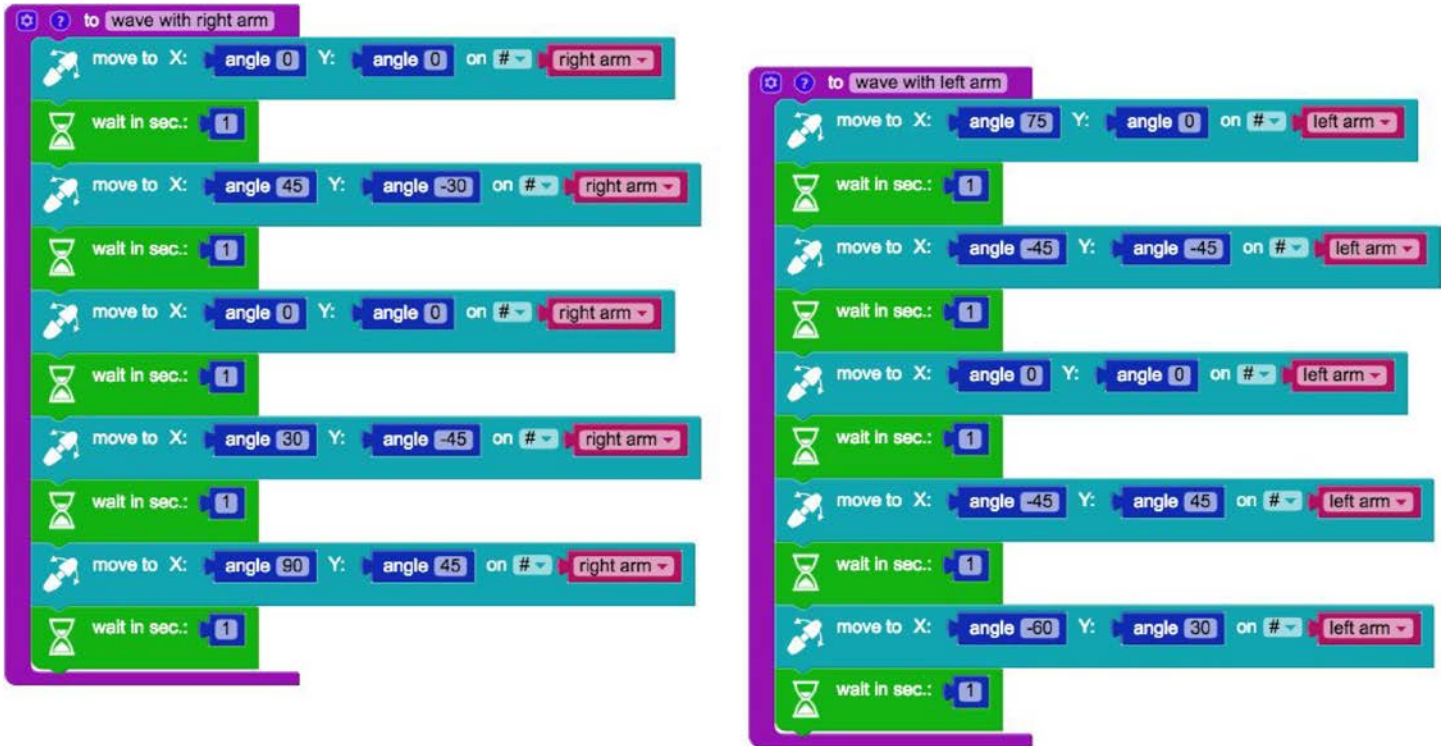 ? to wave with right arm
move to X: angle 0 Y: angle 0 on # right arm
wait in sec.: 1
move to X: angle 45 Y: angle -30 on # right arm
wait in sec.: 1
move to X: angle 0 Y: angle 0 on # right arm
wait in sec.: 1
move to X: angle 30 Y: angle -45 on # right arm
wait in sec.: 1
move to X: angle 90 Y: angle 45 on # right arm
wait in sec.: 1
? to wave with left arm
move to X: angle 75 Y: angle 0 on # left arm
wait in sec.: 1
move to X: angle -45 Y: angle -45 on # left arm
wait in sec.: 1
move to X: angle 0 Y: angle 0 on # left arm
wait in sec.: 1
move to X: angle -45 Y: angle 45 on # left arm
wait in sec.: 1
move to X: angle -60 Y: angle 30 on # left arm
wait in sec.: 1